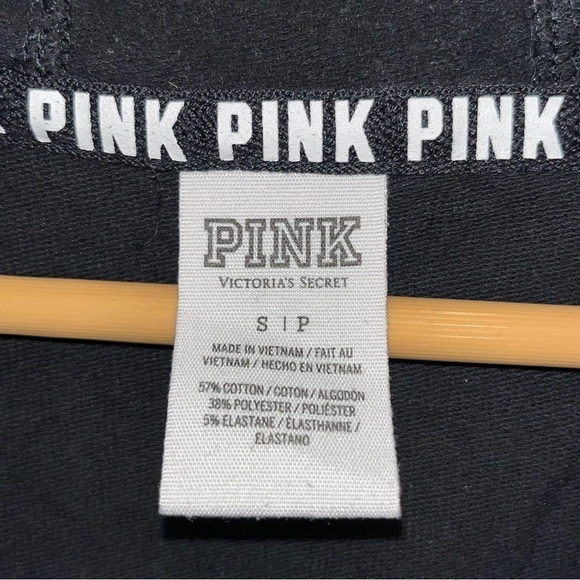 PINK PINK PINK
PINK
VICTORIA'S SECRET
S | P
MADE IN VIETNAM / FAIT AU
VIETNAM / HECHO EN VIETNAM
57% COTTON / COTON / ALGODÓN
38% POLYESTER / POLIÉSTER
5% ELASTANE / ÉLASTHANNE /
ELASTANO